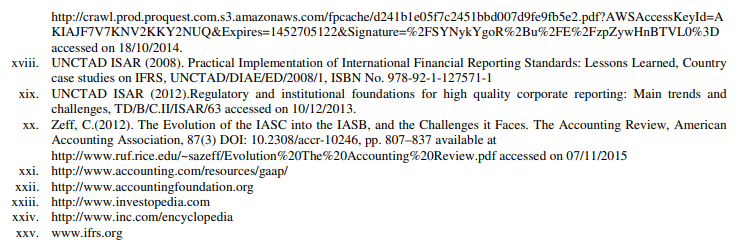 http://crawl.prod.proquest.com.s3.amazonaws.com/fpcache/d241b1e05f7c2451bbd007d9fe9fb5e2.pdf?AWSAccessKeyId=A
KIAJF7V7KNV2KKY2NUQ&Expires=1452705122&Signature=%2FSYNykYgoR%2Bu%2FE%2FzpZywHnBTVL0%3D
accessed on 18/10/2014.
xviii. UNCTAD ISAR (2008). Practical Implementation of International Financial Reporting Standards: Lessons Learned, Country
case studies on IFRS, UNCTAD/DIAE/ED/2008/1, ISBN No. 978-92-1-127571-1
xix. UNCTAD ISAR (2012).Regulatory and institutional foundations for high quality corporate reporting: Main trends and
challenges, TD/B/C.II/ISAR/63 accessed on 10/12/2013.
xx. Zeff, C.(2012). The Evolution of the IASC into the IASB, and the Challenges it Faces. The Accounting Review, American
Accounting Association, 87(3) DOI: 10.2308/accr-10246, pp. 807–837 available at
http://www.ruf.rice.edu/~sazeff/Evolution%20The%20Accounting%20Review.pdf accessed on 07/11/2015
xxi. http://www.accounting.com/resources/gaap/
xxii. http://www.accountingfoundation.org
xxiii. http://www.investopedia.com
xxiv. http://www.inc.com/encyclopedia
xxv. www.ifrs.org